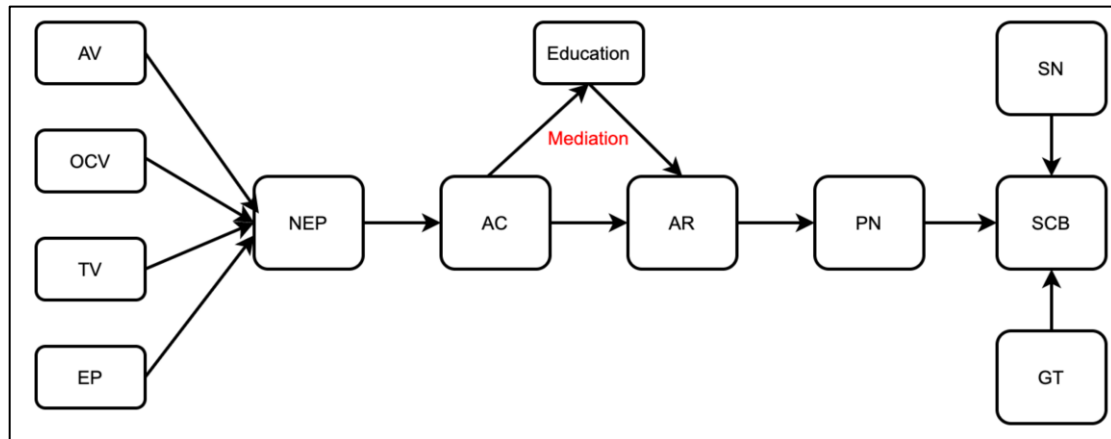 AV
OCV
TV
EP
NEP
AC
Education
Mediation
AR
PN
SN
SCB
GT